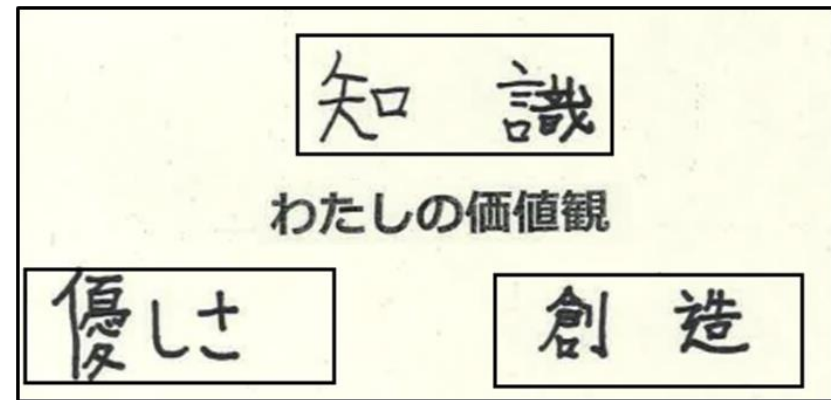 知 識
わたしの価値観
優しさ
創 造